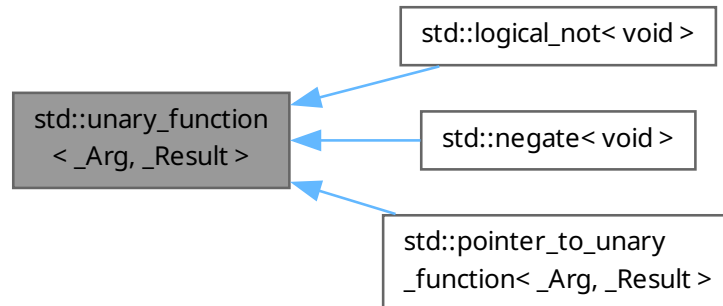 std::logical_not< void >
std::unary_function
< _Arg, _Result >
std::negate< void >
std::pointer_to_unary
_function< _Arg, _Result >